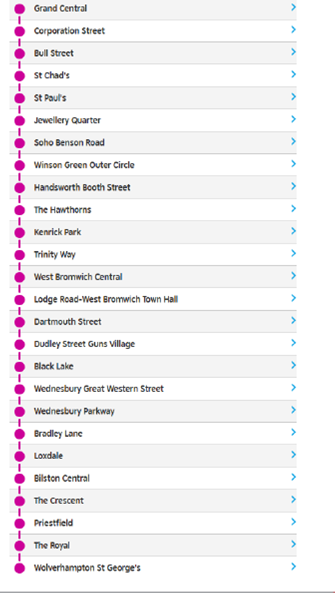 Grand Central
Corporation Street
Bull Street
St Chad's
St Paul's
Jewellery Quarter
Soho Benson Road
Winson Green Outer Circle
Handsworth Booth Street
The Hawthorns
Kenrick Park
Trinity Way
West Bromwich Central
Lodge Road-West Bromwich Town Hall
Dartmouth Street
Dudley Street Guns Village
Black Lake
Wednesbury Great Western Street
Wednesbury Parkway
Bradley Lane
Loxdale
Bilston Central
The Crescent
Priestfield
The Royal
Wolverhampton St George's